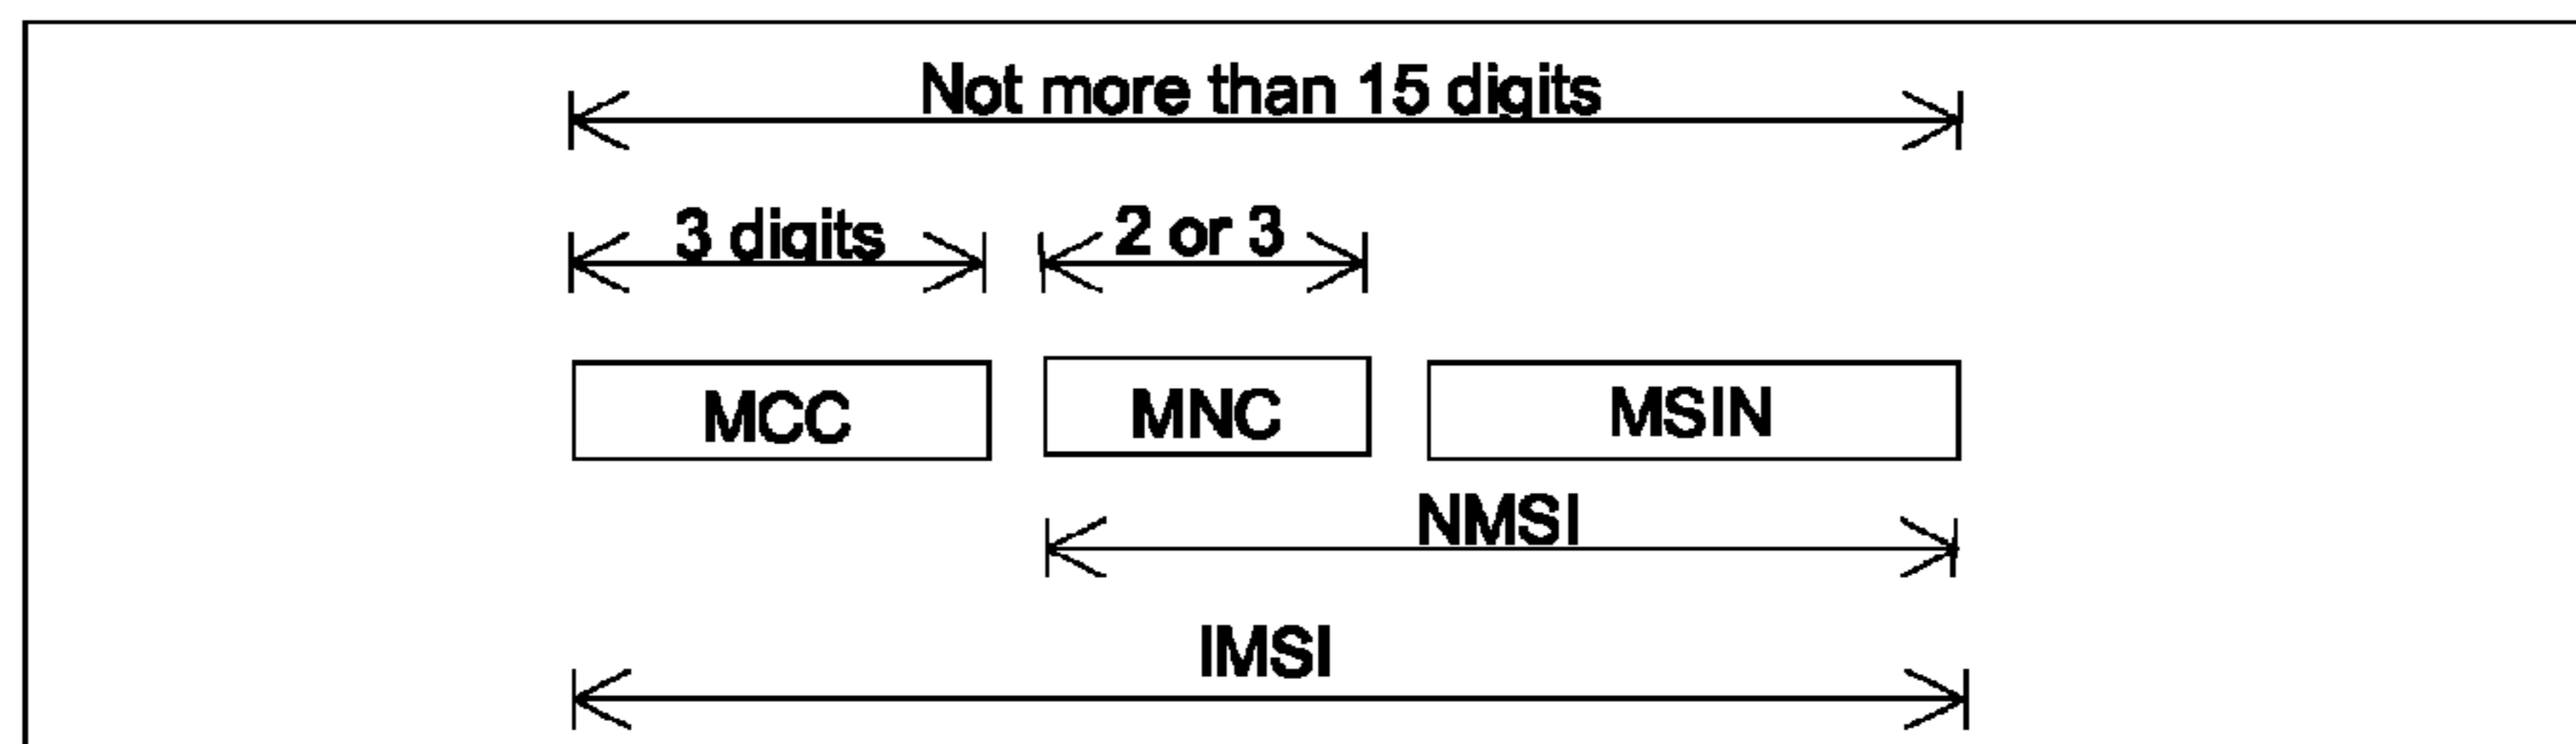 Not more than 15 digits
3 digits 2 or 3
MCC MNC MSIN
NMSI
IMSI